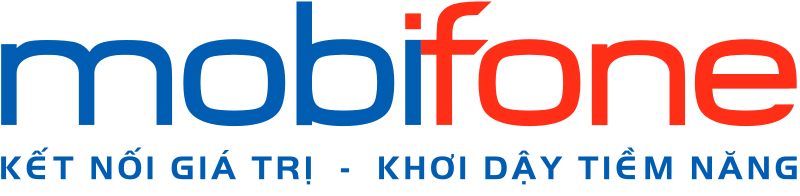 mobifone
KẾT NỐI GIÁ TRỊ - KHƠI DẬY TIỀM NĂNG